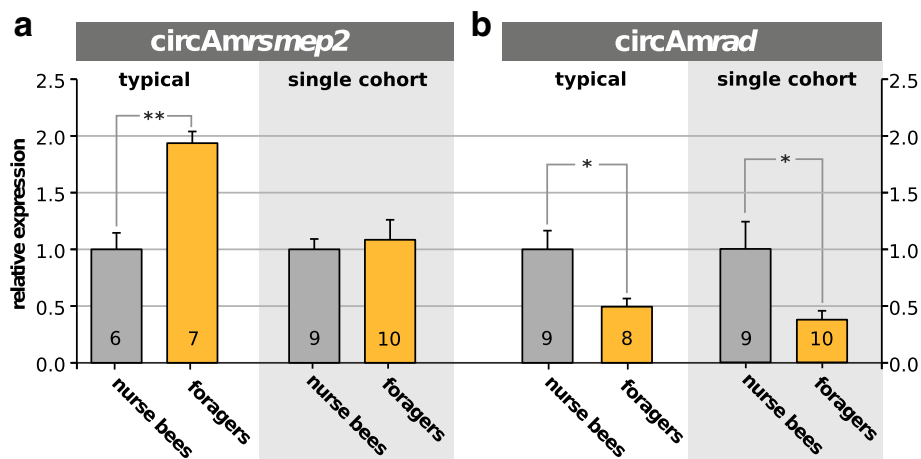 a
circAmrsmep2
b
circAmrad
typical
single cohort
typical
single cohort
relative expression
2.5
2.0
1.5
1.0
0.5
0.0
**
6
7
9
10
*
9
8
*
9
10
2.5
2.0
1.5
1.0
0.5
0.0
nurse bees
foragers
nurse bees
foragers
nurse bees
foragers
nurse bees
foragers